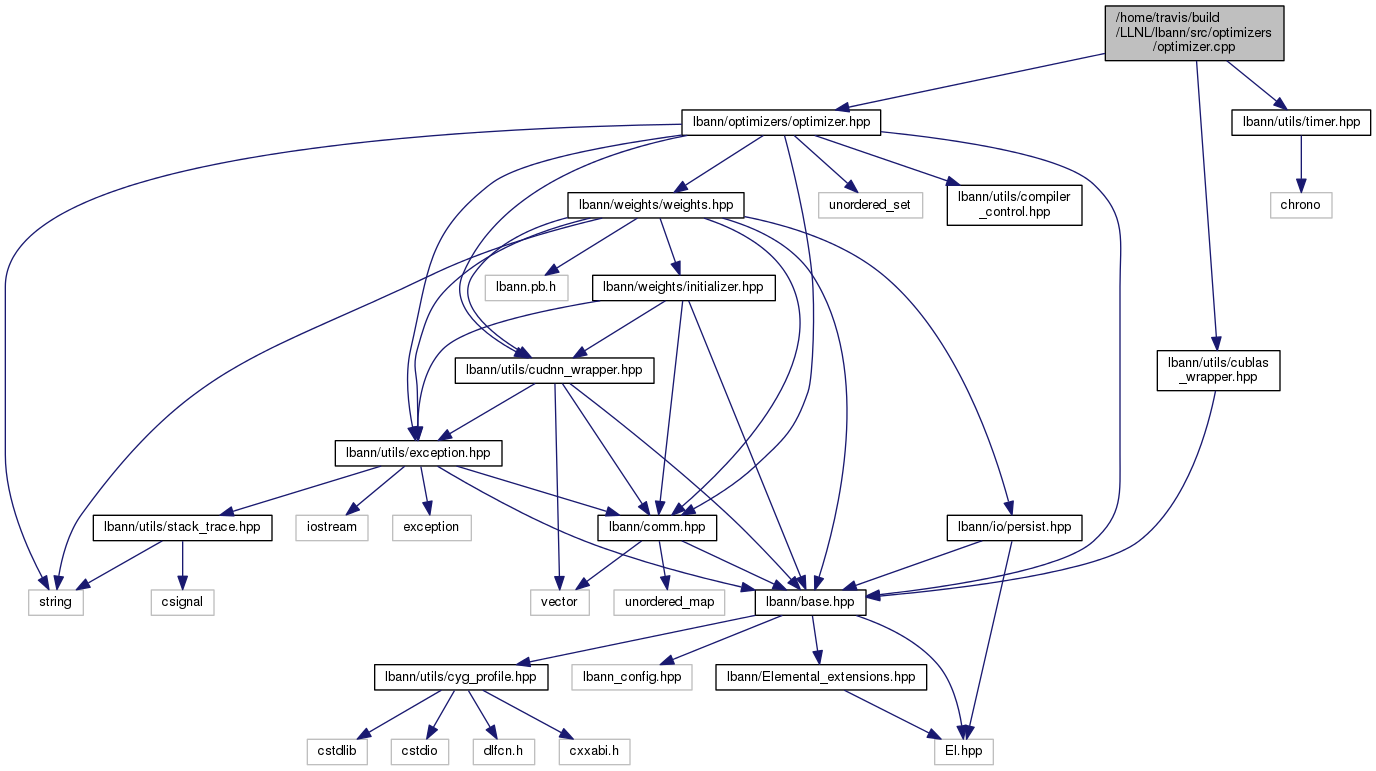 /home/travis/build
/LLNL/lbann/src/optimizers
/optimizer.cpp
lbann/optimizers/optimizer.hpp
lbann/utils/timer.hpp
lbann/weights/weights.hpp
unordered_set
lbann/utils/compiler
_control.hpp
chrono
lbann.pb.h
lbann/weights/initializer.hpp
lbann/utils/cudnn_wrapper.hpp
lbann/utils/cublas
_wrapper.hpp
lbann/utils/exception.hpp
lbann/utils/stack_trace.hpp
iostream
exception
lbann/comm.hpp
lbann/io/persist.hpp
string
csignal
vector
unordered_map
lbann/base.hpp
lbann/utils/cyg_profile.hpp
lbann_config.hpp
lbann/Elemental_extensions.hpp
cstdlib
cstdio
dlfcn.h
cxxabi.h
El.hpp